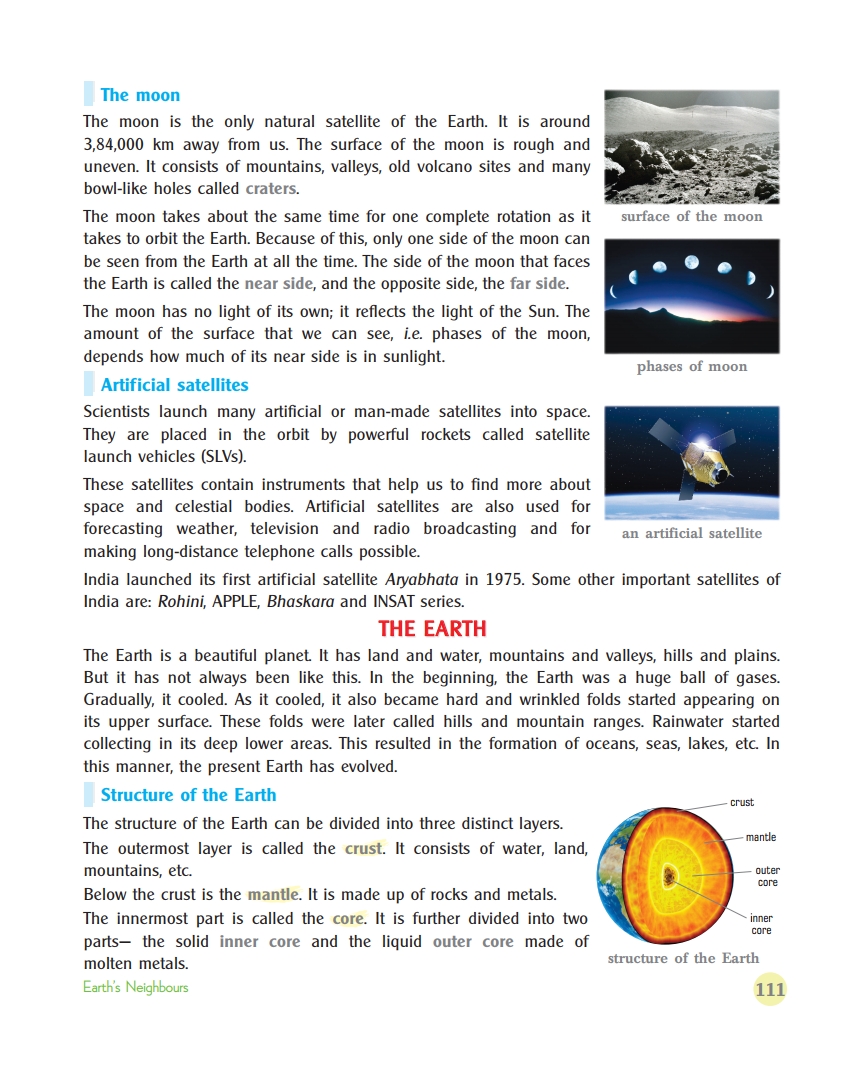 The moon
The moon is the only natural satellite of the Earth. It is around
3,84,000 km away from us. The surface of the moon is rough and
uneven. It consists of mountains, valleys, old volcano sites and many
bowl-like holes called craters.
surface of the moon
The moon takes about the same time for one complete rotation as it
takes to orbit the Earth. Because of this, only one side of the moon can
be seen from the Earth at all the time. The side of the moon that faces
the Earth is called the near side, and the opposite side, the far side.
The moon has no light of its own; it reflects the light of the Sun. The
amount of the surface that we can see, i.e. phases of the moon,
depends how much of its near side is in sunlight.
phases of moon
Artificial satellites
Scientists launch many artificial or man-made satellites into space.
They are placed in the orbit by powerful rockets called satellite
launch vehicles (SLVs).
These satellites contain instruments that help us to find more about
space and celestial bodies. Artificial satellites are also used for
forecasting weather, television and radio broadcasting and for
making long-distance telephone calls possible.
an artificial satellite
India launched its first artificial satellite Aryabhata in 1975. Some other important satellites of
India are: Rohini, APPLE, Bhaskara and INSAT series.
THE EARTH
The Earth is a beautiful planet. It has land and water, mountains and valleys, hills and plains.
But it has not always been like this. In the beginning, the Earth was a huge ball of gases.
Gradually, it cooled. As it cooled, it also became hard and wrinkled folds started appearing on
its upper surface. These folds were later called hills and mountain ranges. Rainwater started
collecting in its deep lower areas. This resulted in the formation of oceans, seas, lakes, etc. In
this manner, the present Earth has evolved.
Structure of the Earth
The structure of the Earth can be divided into three distinct layers.
The outermost layer is called the crust. It consists of water, land,
mountains, etc.
Below the crust is the mantle. It is made up of rocks and metals.
The innermost part is called the core. It is further divided into two
parts— the solid inner core and the liquid outer core made of
molten metals.
crust
mantle
outer
core
inner
core
structure of the Earth
Earth's Neighbours
111